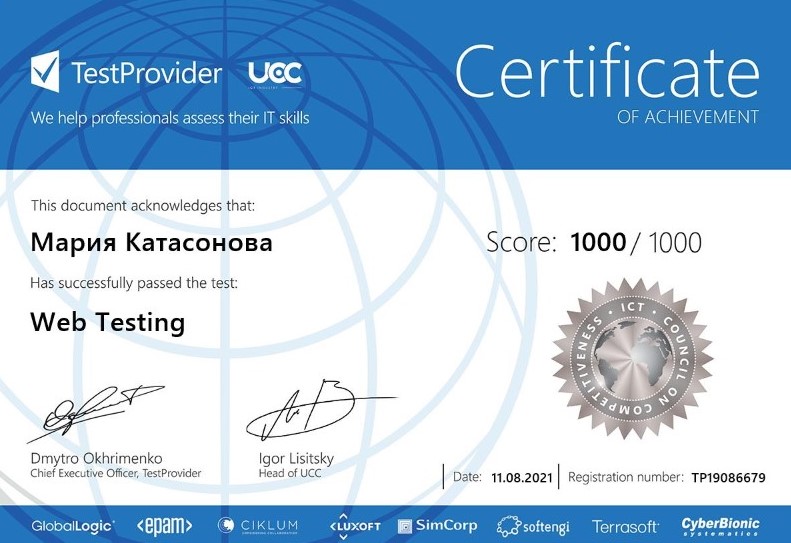 TestProvider UCC
We help professionals assess their IT skills
Certificate
OF ACHIEVEMENT
This document acknowledges that:
Мария Катасонова
Has successfully passed the test:
Web Testing
Score: 1000 / 1000
ICT • COUNCIL ON COMPETITIVENESS •
Dmytro Okhrimenko
Chief Executive Officer, TestProvider
Igor Lisitsky
Head of UCC
Date: 11.08.2021
Registration number: TP19086679
GlobalLogic <epam> CIKLUM <LUXOFT SimCorp softengi Terrasoft CyberBionic
systematics